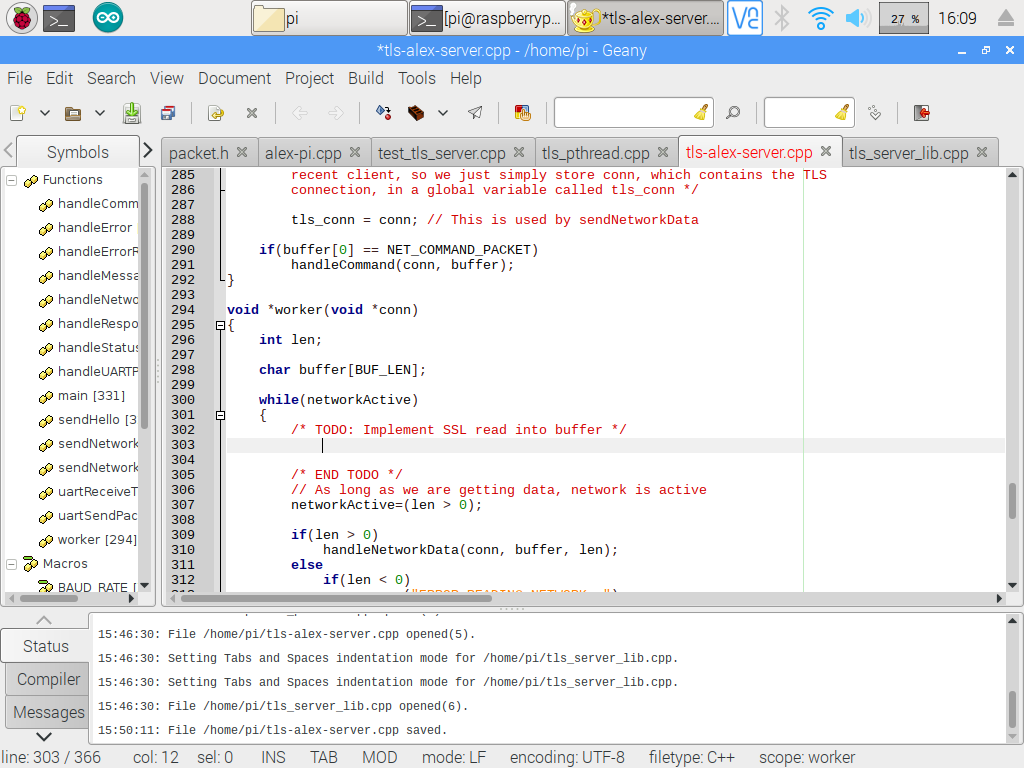 pi
[pi@raspberryp...
*tls-alex-server....
27 %
16:09
*tls-alex-server.cpp - /home/pi - Geany
File Edit Search View Document Project Build Tools Help
Symbols
packet.h
alex-pi.cpp
test_tls_server.cpp
tls_pthread.cpp
tls-alex-server.cpp
tls_server_lib.cpp
Functions
handleComm
handleError
handleErrorR
handleMessa
handleNetwo
handleRespo
handleStatus
handleUARTP
main [331]
sendHello [3
sendNetwork
sendNetwork
uartReceiveT
uartSendPac
worker [294]
Macros
BAUD_RATE [
285 recent client, so we just simply store conn, which contains the TLS
286 connection, in a global variable called tls_conn */
287
288 tls_conn = conn; // This is used by sendNetworkData
289
290 if(buffer[0] == NET_COMMAND_PACKET)
291 handleCommand(conn, buffer);
292 }
293
294 void *worker(void *conn)
295 {
296 int len;
297
298 char buffer[BUF_LEN];
299
300 while(networkActive)
301 {
302 /* TODO: Implement SSL read into buffer */
303
304
305 /* END TODO */
306 // As long as we are getting data, network is active
307 networkActive=(len > 0);
308
309 if(len > 0)
310 handleNetworkData(conn, buffer, len);
311 else
312 if(len < 0)
Status
Compiler
Messages
15:46:30: File /home/pi/tls-alex-server.cpp opened(5).
15:46:30: Setting Tabs and Spaces indentation mode for /home/pi/tls_server_lib.cpp.
15:46:30: Setting Tabs and Spaces indentation mode for /home/pi/tls_server_lib.cpp.
15:46:30: File /home/pi/tls_server_lib.cpp opened(6).
15:50:11: File /home/pi/tls-alex-server.cpp saved.
line: 303 / 366 col: 12 sel: 0 INS TAB MOD mode: LF encoding: UTF-8 filetype: C++ scope: worker